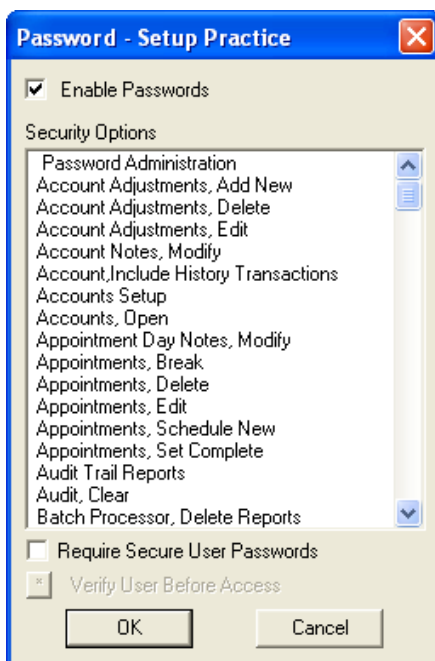 Password - Setup Practice
Enable Passwords
Security Options
Password Administration
Account Adjustments, Add New
Account Adjustments, Delete
Account Adjustments, Edit
Account Notes, Modify
Account,Include History Transactions
Accounts Setup
Accounts, Open
Appointment Day Notes, Modify
Appointments, Break
Appointments, Delete
Appointments, Edit
Appointments, Schedule New
Appointments, Set Complete
Audit Trail Reports
Audit, Clear
Batch Processor, Delete Reports
Require Secure User Passwords
Verify User Before Access
OK Cancel